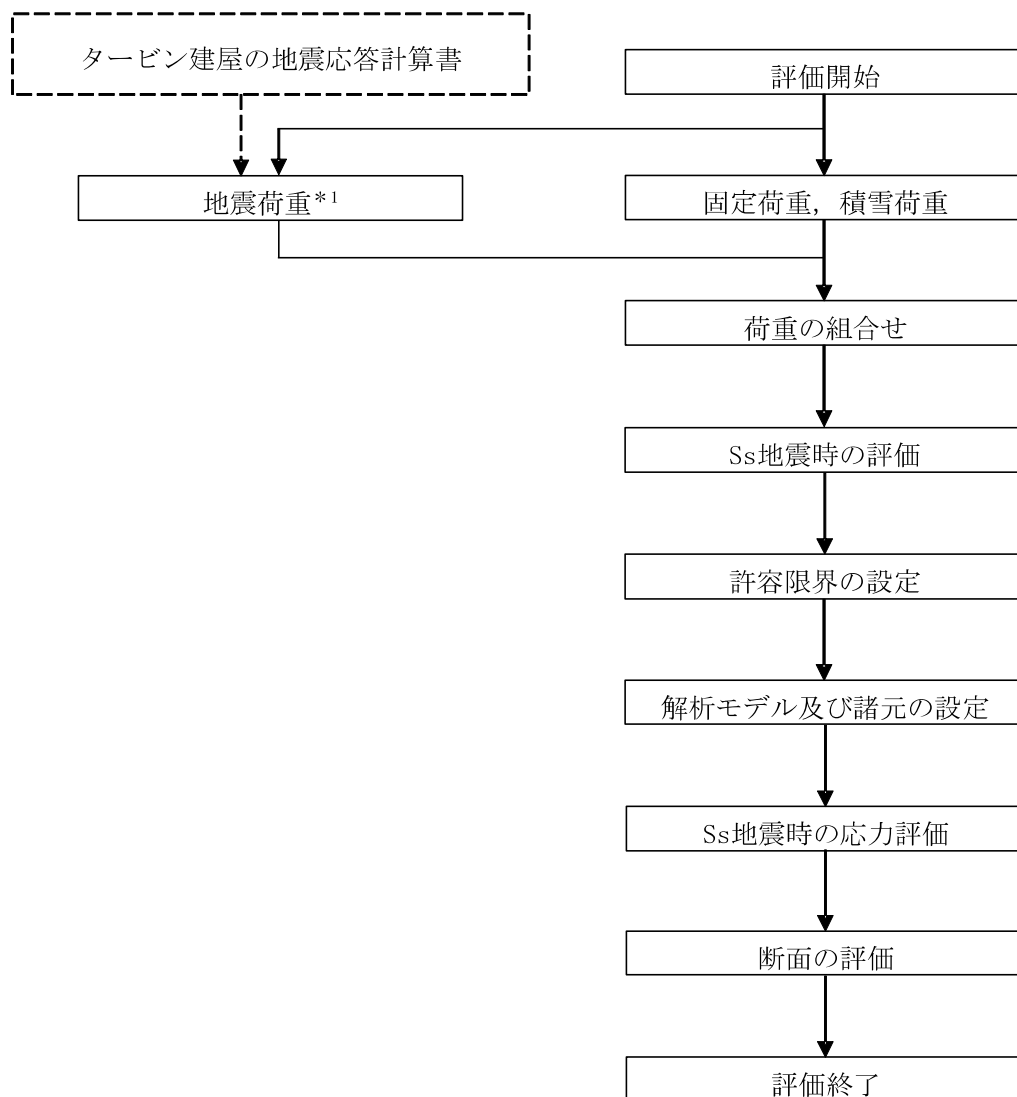 タービン建屋の地震応答計算書
評価開始
地震荷重*1
固定荷重，積雪荷重
荷重の組合せ
Ss地震時の評価
許容限界の設定
解析モデル及び諸元の設定
Ss地震時の応力評価
断面の評価
評価終了